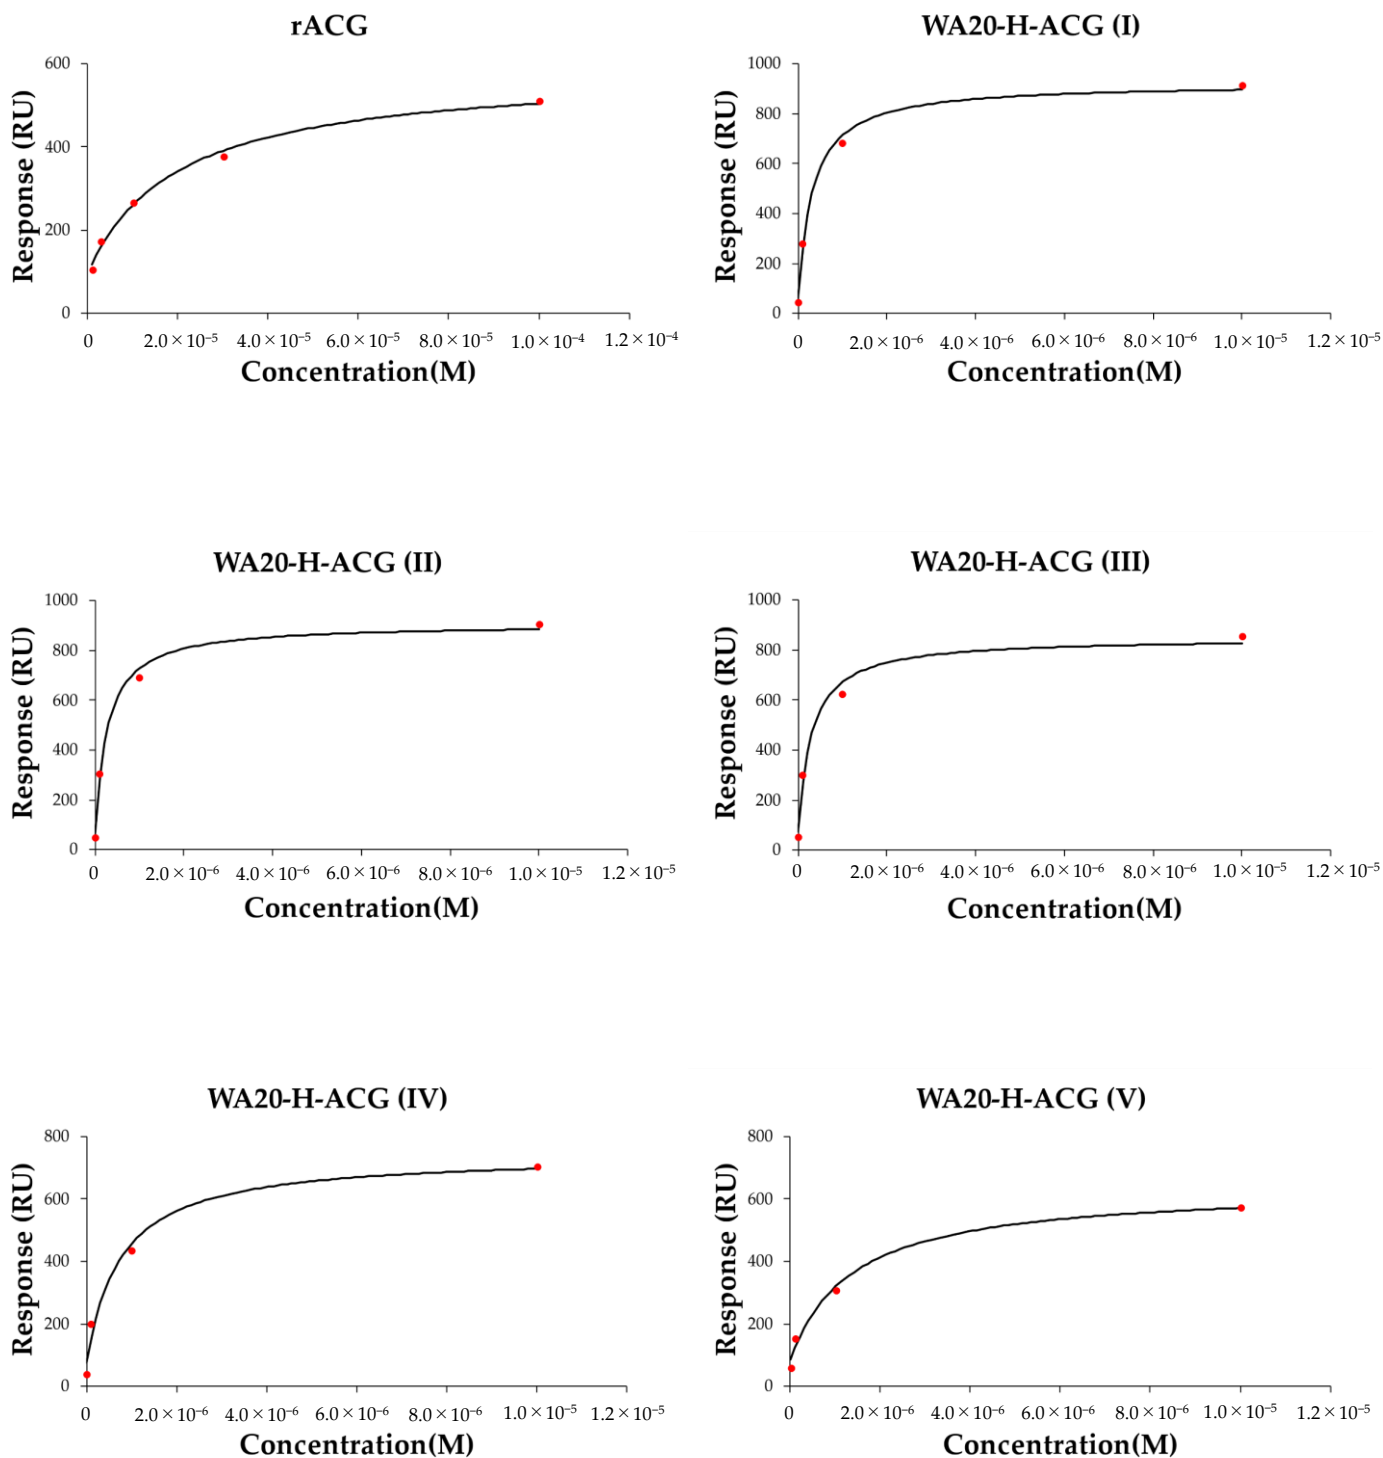 rACG
Response (RU)
600
400
200
0
0 2.0 × 10⁻⁵ 4.0 × 10⁻⁵ 6.0 × 10⁻⁵ 8.0 × 10⁻⁵ 1.0 × 10⁻⁴ 1.2 × 10⁻⁴
Concentration(M)
WA20-H-ACG (I)
Response (RU)
1000
800
600
400
200
0
0 2.0 × 10⁻⁶ 4.0 × 10⁻⁶ 6.0 × 10⁻⁶ 8.0 × 10⁻⁶ 1.0 × 10⁻⁵ 1.2 × 10⁻⁵
Concentration(M)
WA20-H-ACG (II)
Response (RU)
1000
800
600
400
200
0
0 2.0 × 10⁻⁶ 4.0 × 10⁻⁶ 6.0 × 10⁻⁶ 8.0 × 10⁻⁶ 1.0 × 10⁻⁵ 1.2 × 10⁻⁵
Concentration(M)
WA20-H-ACG (III)
Response (RU)
1000
800
600
400
200
0
0 2.0 × 10⁻⁶ 4.0 × 10⁻⁶ 6.0 × 10⁻⁶ 8.0 × 10⁻⁶ 1.0 × 10⁻⁵ 1.2 × 10⁻⁵
Concentration(M)
WA20-H-ACG (IV)
Response (RU)
800
600
400
200
0
0 2.0 × 10⁻⁶ 4.0 × 10⁻⁶ 6.0 × 10⁻⁶ 8.0 × 10⁻⁶ 1.0 × 10⁻⁵ 1.2 × 10⁻⁵
Concentration(M)
WA20-H-ACG (V)
Response (RU)
800
600
400
200
0
0 2.0 × 10⁻⁶ 4.0 × 10⁻⁶ 6.0 × 10⁻⁶ 8.0 × 10⁻⁶ 1.0 × 10⁻⁵ 1.2 × 10⁻⁵
Concentration(M)